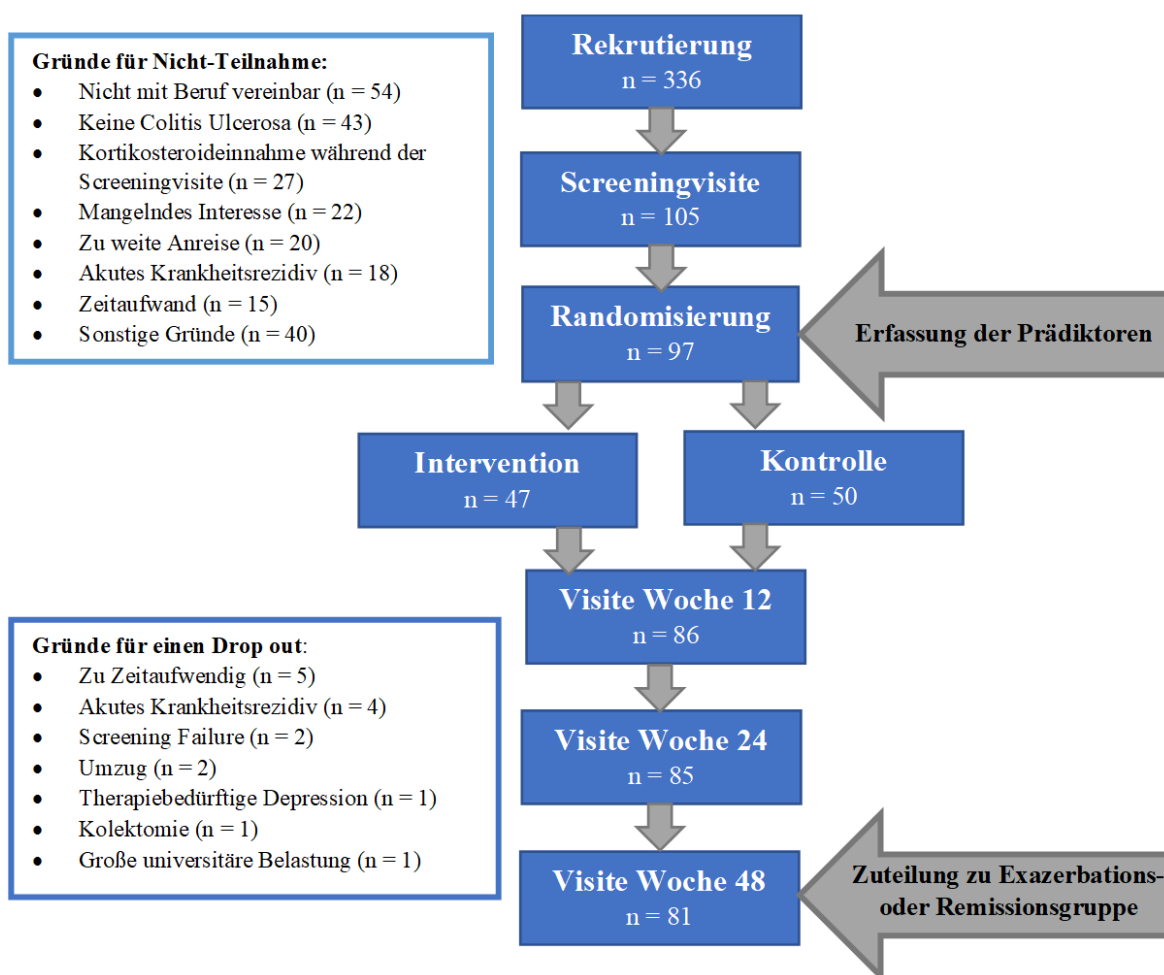 Gründe für Nicht-Teilnahme:
• Nicht mit Beruf vereinbar (n = 54)
• Keine Colitis Ulcerosa (n = 43)
• Kortikosteroideinnahme während der
Screeningvisite (n = 27)
• Mangelndes Interesse (n = 22)
• Zu weite Anreise (n = 20)
• Akutes Krankheitsrezidiv (n = 18)
• Zeitaufwand (n = 15)
• Sonstige Gründe (n = 40)
Rekrutierung
n = 336
Screeningvisite
n = 105
Randomisierung
n = 97
Erfassung der Prädiktoren
Intervention
n = 47
Kontrolle
n = 50
Visite Woche 12
n = 86
Gründe für einen Drop out:
• Zu Zeitaufwendig (n = 5)
• Akutes Krankheitsrezidiv (n = 4)
• Screening Failure (n = 2)
• Umzug (n = 2)
• Therapiebedürftige Depression (n = 1)
• Kolektomie (n = 1)
• Große universitäre Belastung (n = 1)
Visite Woche 24
n = 85
Visite Woche 48
n = 81
Zuteilung zu Exazerbations-
oder Remissionsgruppe